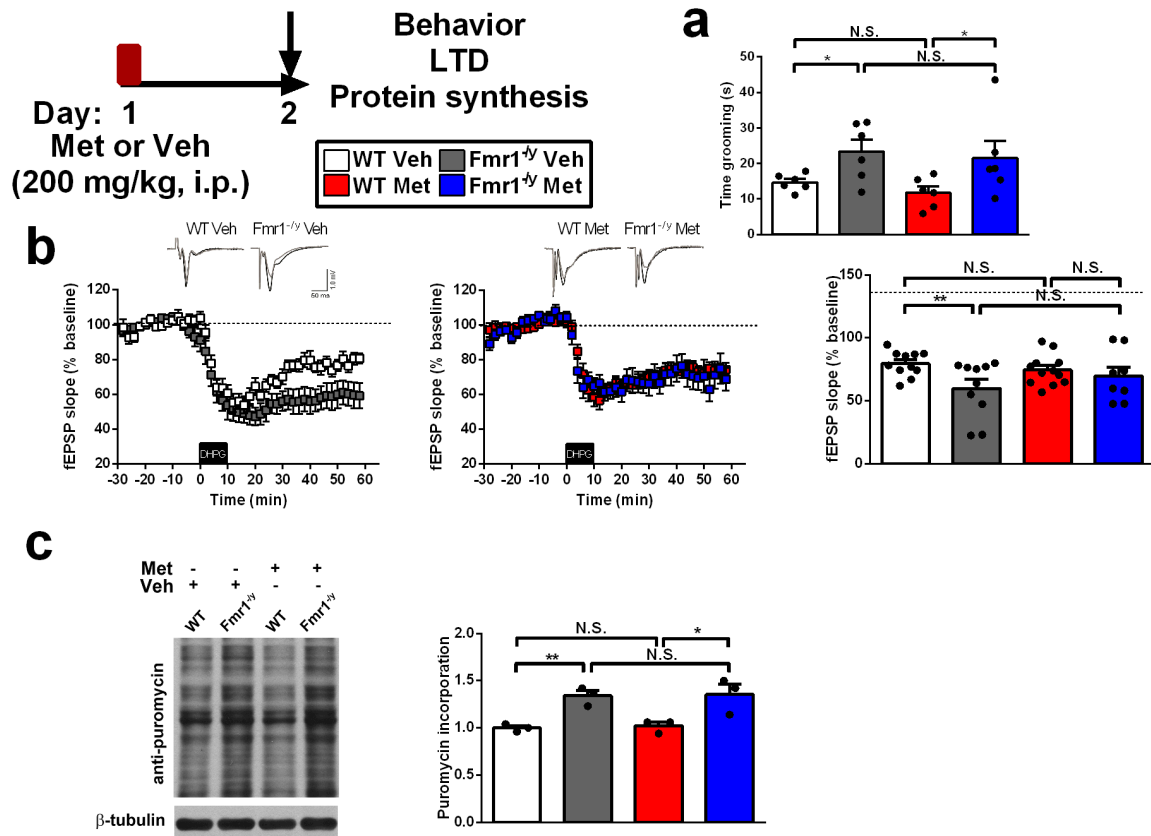 Behavior
LTD
Protein synthesis
Day: 1 2
Met or Veh
(200 mg/kg, i.p.)
WT Veh Fmr1-/y Veh
WT Met Fmr1-/y Met
a
N.S. *
* N.S.
Time grooming (s)
50
40
30
20
10
0
b
WT Veh Fmr1-/y Veh
1.0 mV
50 ms
fEPSP slope (% baseline)
120
100
80
60
40
20
DHPG
-30 -20 -10 0 10 20 30 40 50 60
Time (min)
WT Met Fmr1-/y Met
fEPSP slope (% baseline)
120
100
80
60
40
20
DHPG
-30 -20 -10 0 10 20 30 40 50 60
Time (min)
N.S. N.S.
** N.S.
fEPSP slope (% baseline)
150
100
50
0
c
Met - - + +
Veh + + - -
WT Fmr1-/y WT Fmr1-/y
anti-puromycin
β-tubulin
N.S. *
** N.S.
Puromycin incorporation
2.0
1.5
1.0
0.5
0.0